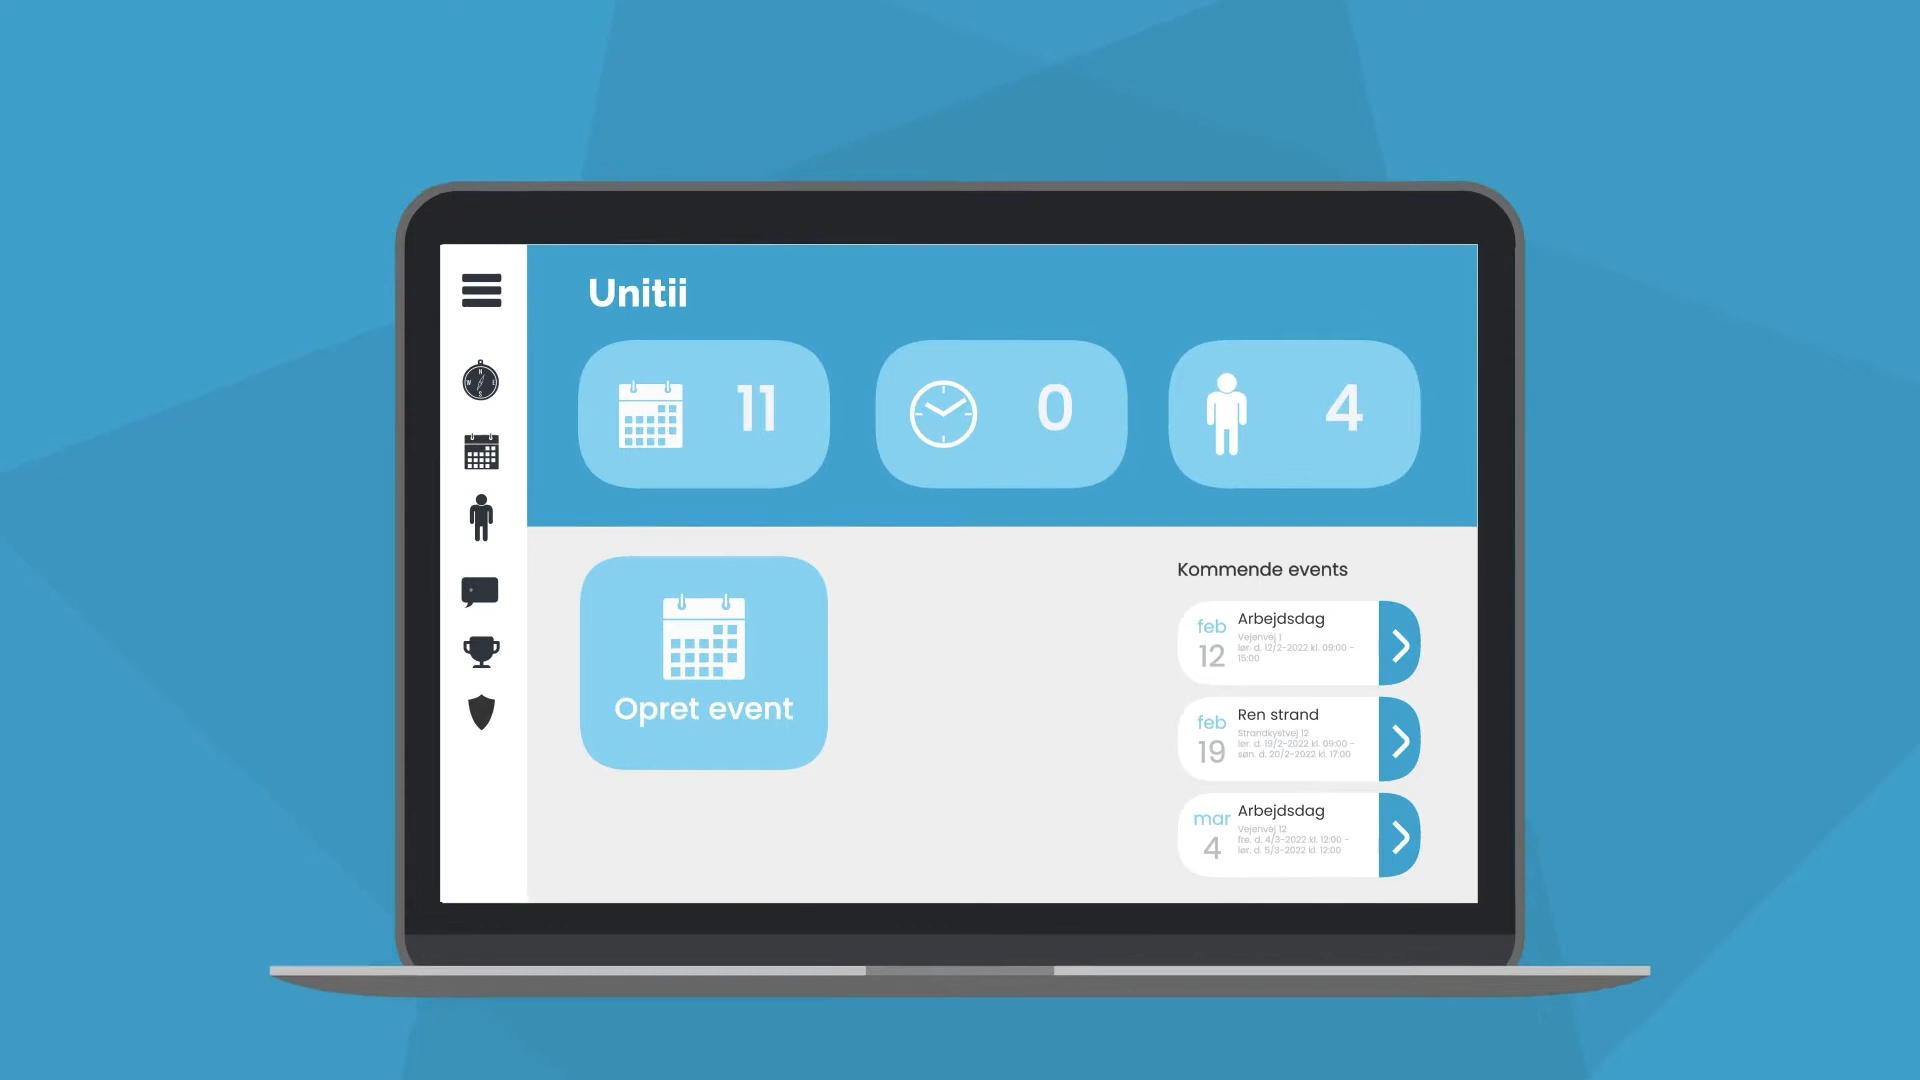 Unitii
11
0
4
N
W E
S
Opret event
Kommende events
feb
12
Arbejdsdag
Vejenvej 1
lør. d. 12/2-2022 kl. 09:00 -
15:00
feb
19
Ren strand
Strandkystvej 12
lør. d. 19/2-2022 kl. 09:00 -
søn. d. 20/2-2022 kl. 17:00
mar
4
Arbejdsdag
Vejenvej 12
fre. d. 4/3-2022 kl. 12:00 -
lør. d. 5/3-2022 kl. 12:00